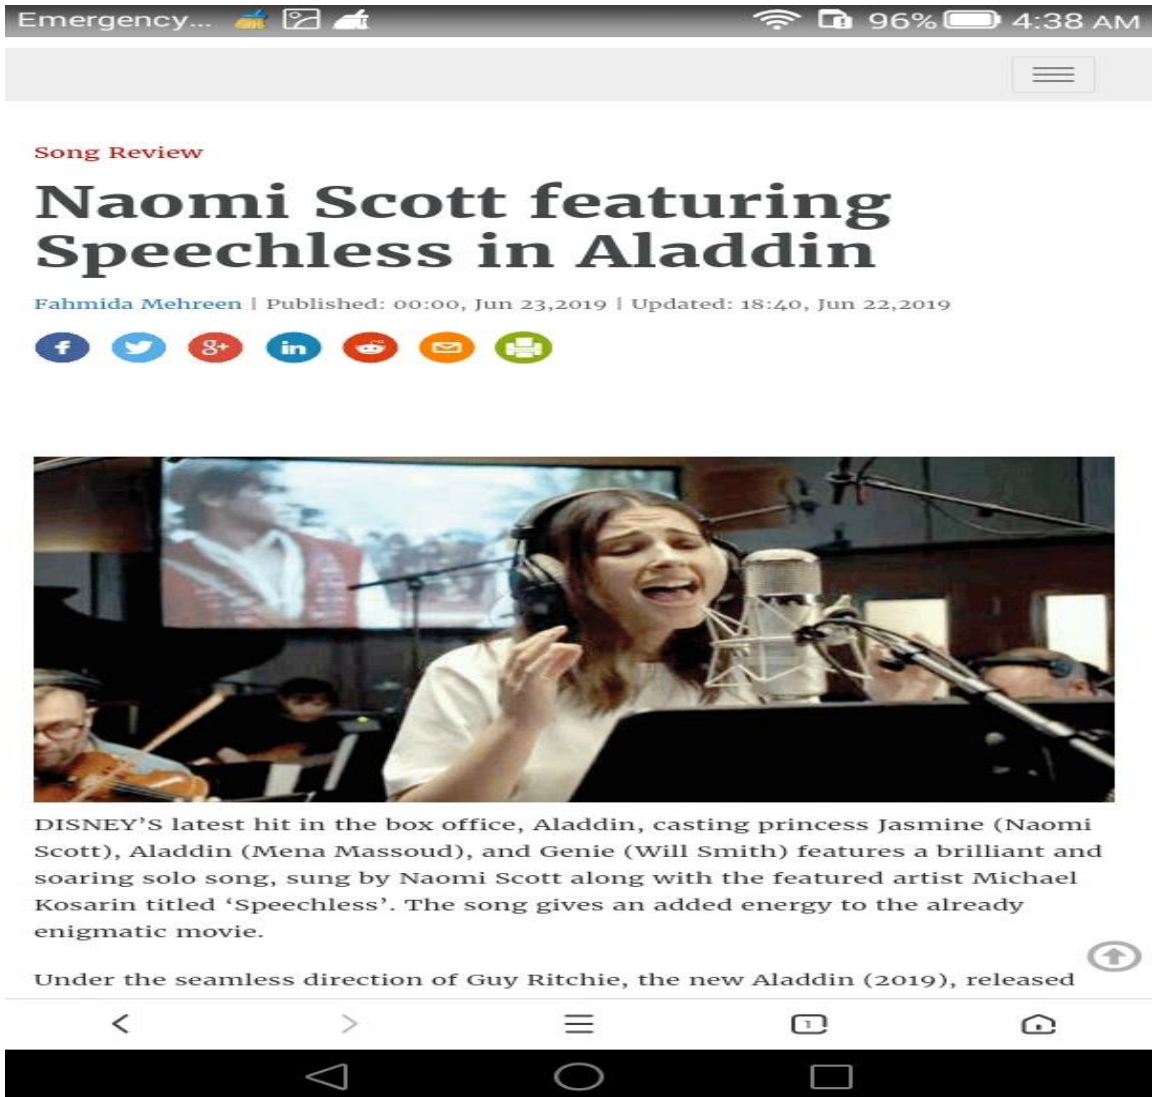 Emergency... 96% 4:38 AM
Song Review
Naomi Scott featuring
Speechless in Aladdin
Fahmida Mehreen | Published: 00:00, Jun 23,2019 | Updated: 18:40, Jun 22,2019
f 8+ in
DISNEY’S latest hit in the box office, Aladdin, casting princess Jasmine (Naomi
Scott), Aladdin (Mena Massoud), and Genie (Will Smith) features a brilliant and
soaring solo song, sung by Naomi Scott along with the featured artist Michael
Kosarin titled ‘Speechless’. The song gives an added energy to the already
enigmatic movie.
Under the seamless direction of Guy Ritchie, the new Aladdin (2019), released
1